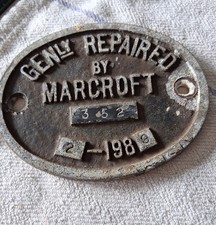 GENLY REPAIRED
BY
MARCROFT
352
2-1989